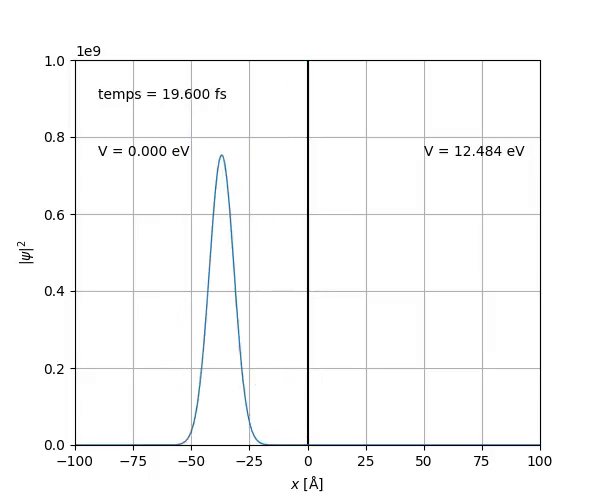 1e9
1.0
temps = 19.600 fs
0.8
V = 0.000 eV
V = 12.484 eV
0.6
|ψ|²
0.4
0.2
0.0
−100 −75 −50 −25 0 25 50 75 100
x [Å]